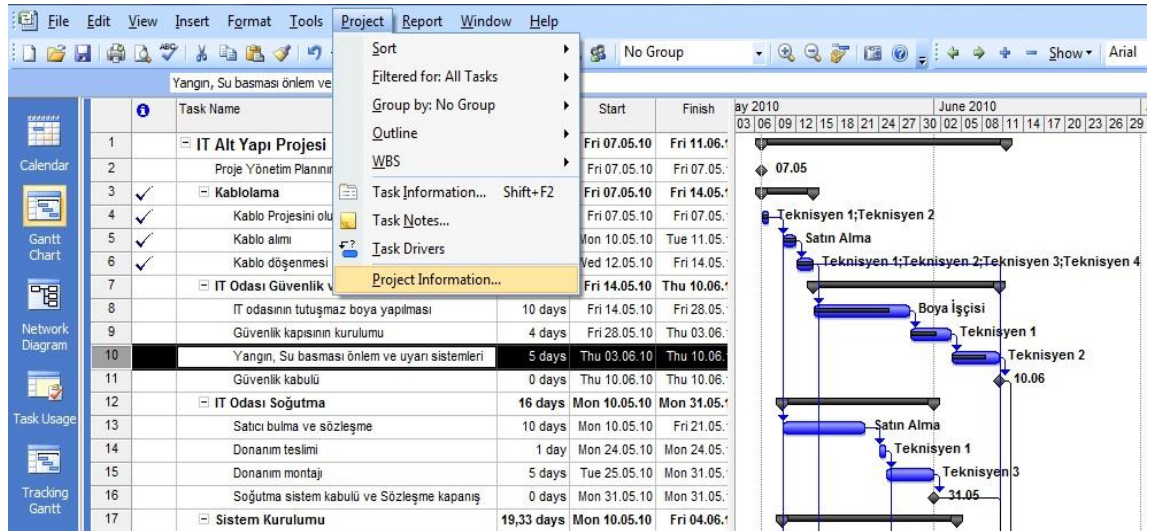 File Edit View Insert Format Tools Project Report Window Help
No Group Show Arial
Yangın, Su basması önlem ve
Sort
Filtered for: All Tasks
Group by: No Group
Outline
WBS
Task Information... Shift+F2
Task Notes...
Task Drivers
Project Information...
Calendar
Gantt
Chart
Network
Diagram
Task Usage
Tracking
Gantt
Task Name Start Finish
ay 2010 June 2010
03 06 09 12 15 18 21 24 27 30 02 05 08 11 14 17 20 23 26 29
1 IT Alt Yapı Projesi Fri 07.05.10 Fri 11.06.1
2 Proje Yönetim Planının Fri 07.05.10 Fri 07.05. 07.05
3 Kablolama Fri 07.05.10 Fri 14.05.1
4 Kablo Projesini olu Fri 07.05.10 Fri 07.05. Teknisyen 1;Teknisyen 2
5 Kablo alımı Mon 10.05.10 Tue 11.05. Satın Alma
6 Kablo döşenmesi Wed 12.05.10 Fri 14.05. Teknisyen 1;Teknisyen 2;Teknisyen 3;Teknisyen 4
7 IT Odası Güvenlik v Fri 14.05.10 Thu 10.06.1
8 IT odasının tutuşmaz boya yapılması 10 days Fri 14.05.10 Fri 28.05. Boya İşçisi
9 Güvenlik kapısının kurulumu 4 days Fri 28.05.10 Thu 03.06. Teknisyen 1
10 Yangın, Su basması önlem ve uyarı sistemleri 5 days Thu 03.06.10 Thu 10.06. Teknisyen 2
11 Güvenlik kabulü 0 days Thu 10.06.10 Thu 10.06. 10.06
12 IT Odası Soğutma 16 days Mon 10.05.10 Mon 31.05.1
13 Satıcı bulma ve sözleşme 10 days Mon 10.05.10 Fri 21.05. Satın Alma
14 Donanım teslimi 1 day Mon 24.05.10 Mon 24.05. Teknisyen 1
15 Donanım montajı 5 days Tue 25.05.10 Mon 31.05. Teknisyen 3
16 Soğutma sistem kabulü ve Sözleşme kapanış 0 days Mon 31.05.10 Mon 31.05. 31.05
17 Sistem Kurulumu 19,33 days Mon 10.05.10 Fri 04.06.1